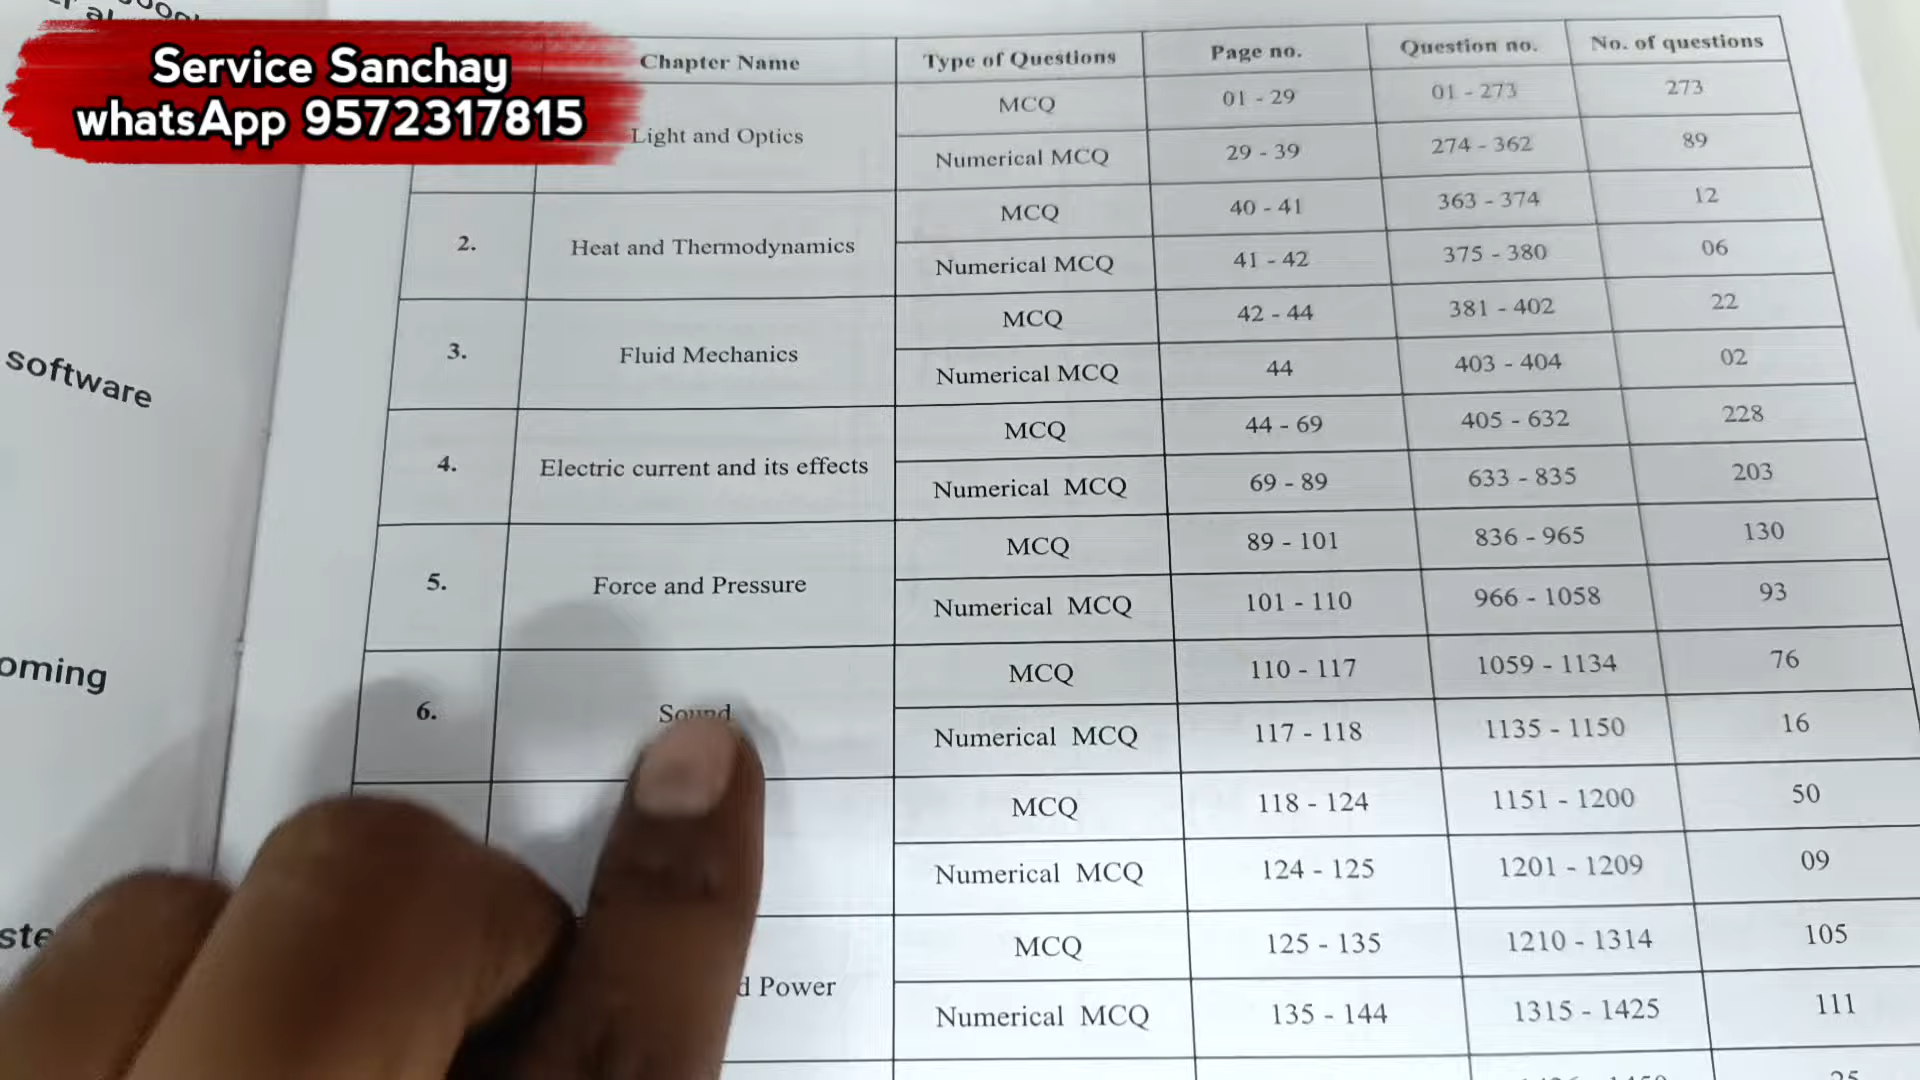 Service Sanchay
whatsApp 9572317815
Chapter Name Type of Questions Page no. Question no. No. of questions
Light and Optics
MCQ 01 - 29 01 - 273 273
Numerical MCQ 29 - 39 274 - 362 89
2. Heat and Thermodynamics
MCQ 40 - 41 363 - 374 12
Numerical MCQ 41 - 42 375 - 380 06
3. Fluid Mechanics
MCQ 42 - 44 381 - 402 22
Numerical MCQ 44 403 - 404 02
4. Electric current and its effects
MCQ 44 - 69 405 - 632 228
Numerical MCQ 69 - 89 633 - 835 203
5. Force and Pressure
MCQ 89 - 101 836 - 965 130
Numerical MCQ 101 - 110 966 - 1058 93
6. Sound
MCQ 110 - 117 1059 - 1134 76
Numerical MCQ 117 - 118 1135 - 1150 16
MCQ 118 - 124 1151 - 1200 50
Numerical MCQ 124 - 125 1201 - 1209 09
d Power
MCQ 125 - 135 1210 - 1314 105
Numerical MCQ 135 - 144 1315 - 1425 111
software
oming
ste